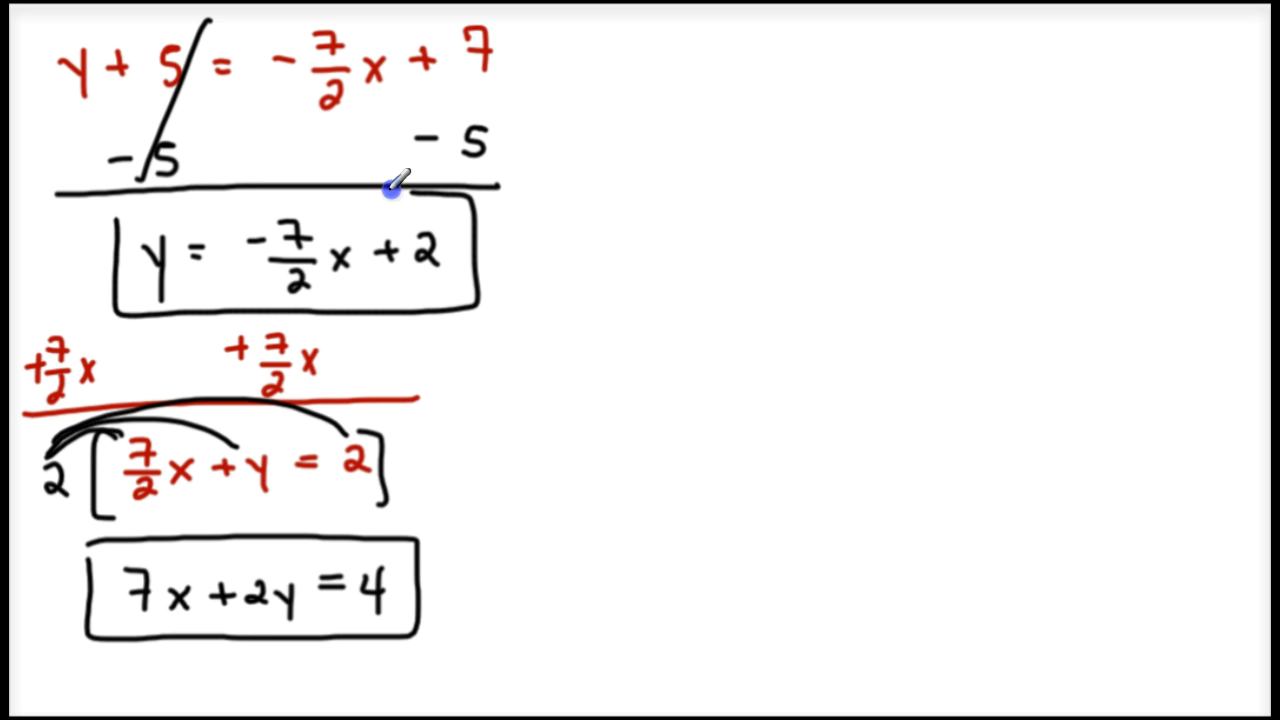 y + 5 = - 7/2 x + 7
- 5 - 5
y = - 7/2 x + 2
+ 7/2 x + 7/2 x
2 [ 7/2 x + y = 2 ]
7x + 2y = 4